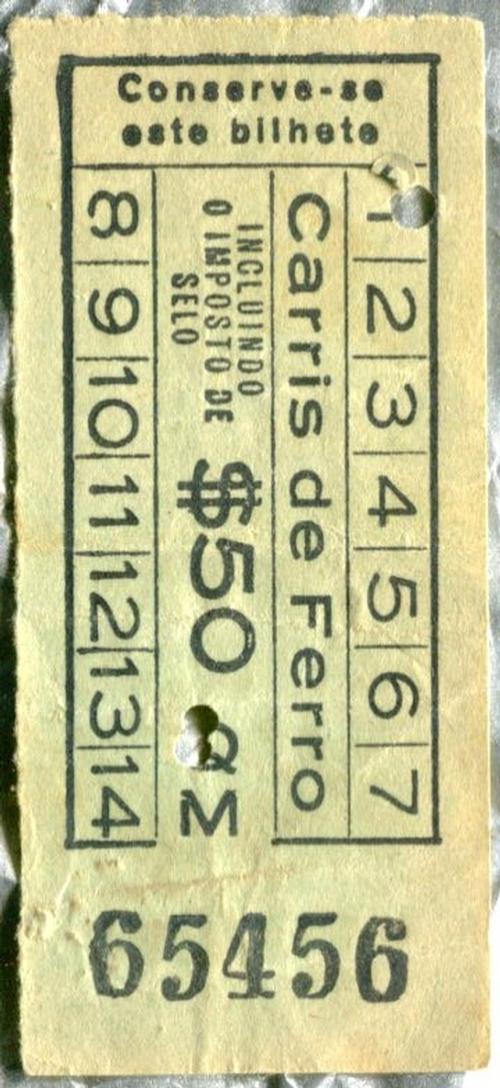 Conserve-se
este bilhete
1 2 3 4 5 6 7
Carris de Ferro
INCLUINDO
O IMPOSTO DE
SELO
$50
8 9 10 11 12 13 14
65456